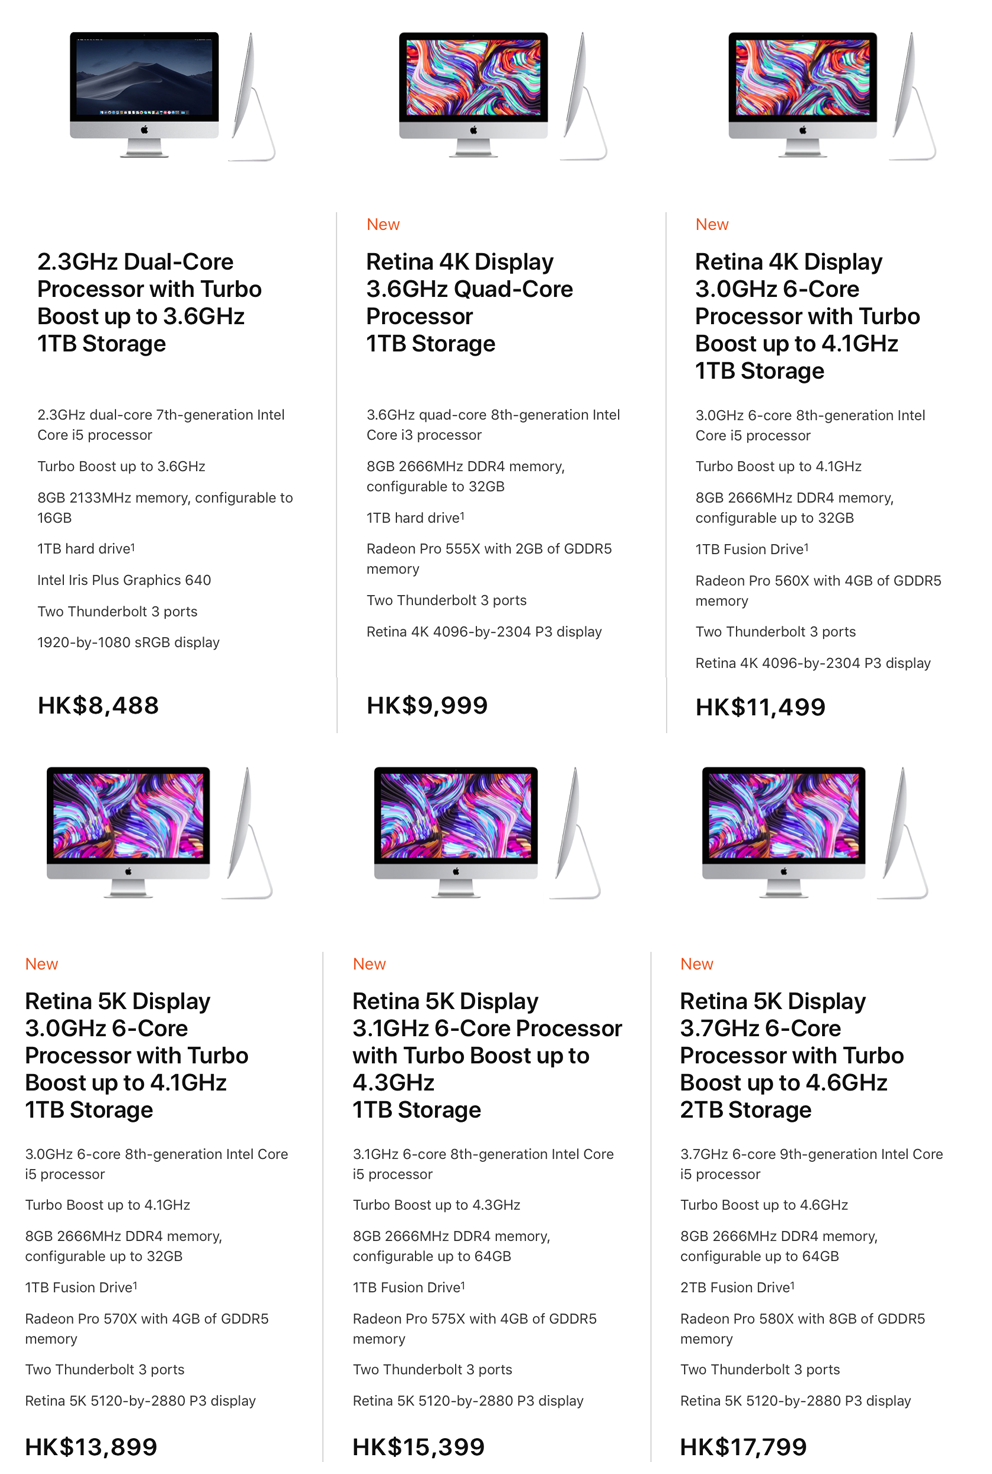 2.3GHz Dual-Core
Processor with Turbo
Boost up to 3.6GHz
1TB Storage
2.3GHz dual-core 7th-generation Intel
Core i5 processor
Turbo Boost up to 3.6GHz
8GB 2133MHz memory, configurable to
16GB
1TB hard drive¹
Intel Iris Plus Graphics 640
Two Thunderbolt 3 ports
1920-by-1080 sRGB display
HK$8,488
New
Retina 4K Display
3.6GHz Quad-Core
Processor
1TB Storage
3.6GHz quad-core 8th-generation Intel
Core i3 processor
8GB 2666MHz DDR4 memory,
configurable to 32GB
1TB hard drive¹
Radeon Pro 555X with 2GB of GDDR5
memory
Two Thunderbolt 3 ports
Retina 4K 4096-by-2304 P3 display
HK$9,999
New
Retina 4K Display
3.0GHz 6-Core
Processor with Turbo
Boost up to 4.1GHz
1TB Storage
3.0GHz 6-core 8th-generation Intel
Core i5 processor
Turbo Boost up to 4.1GHz
8GB 2666MHz DDR4 memory,
configurable up to 32GB
1TB Fusion Drive¹
Radeon Pro 560X with 4GB of GDDR5
memory
Two Thunderbolt 3 ports
Retina 4K 4096-by-2304 P3 display
HK$11,499
New
Retina 5K Display
3.0GHz 6-Core
Processor with Turbo
Boost up to 4.1GHz
1TB Storage
3.0GHz 6-core 8th-generation Intel Core
i5 processor
Turbo Boost up to 4.1GHz
8GB 2666MHz DDR4 memory,
configurable up to 32GB
1TB Fusion Drive¹
Radeon Pro 570X with 4GB of GDDR5
memory
Two Thunderbolt 3 ports
Retina 5K 5120-by-2880 P3 display
HK$13,899
New
Retina 5K Display
3.1GHz 6-Core Processor
with Turbo Boost up to
4.3GHz
1TB Storage
3.1GHz 6-core 8th-generation Intel Core
i5 processor
Turbo Boost up to 4.3GHz
8GB 2666MHz DDR4 memory,
configurable up to 64GB
1TB Fusion Drive¹
Radeon Pro 575X with 4GB of GDDR5
memory
Two Thunderbolt 3 ports
Retina 5K 5120-by-2880 P3 display
HK$15,399
New
Retina 5K Display
3.7GHz 6-Core
Processor with Turbo
Boost up to 4.6GHz
2TB Storage
3.7GHz 6-core 9th-generation Intel Core
i5 processor
Turbo Boost up to 4.6GHz
8GB 2666MHz DDR4 memory,
configurable up to 64GB
2TB Fusion Drive¹
Radeon Pro 580X with 8GB of GDDR5
memory
Two Thunderbolt 3 ports
Retina 5K 5120-by-2880 P3 display
HK$17,799